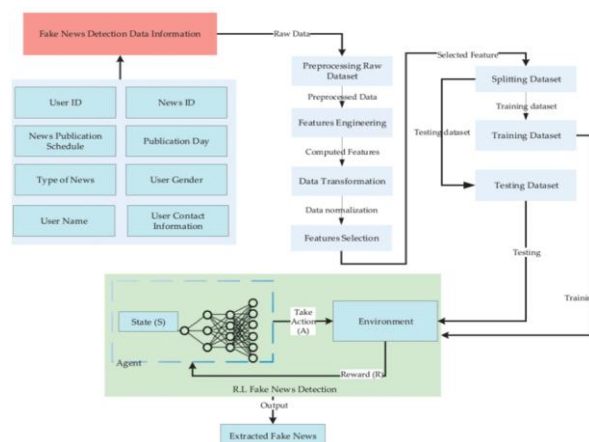 Fake News Detection Data Information
Raw Data
User ID
News ID
News Publication
Schedule
Publication Day
Type of News
User Gender
User Name
User Contact
Information
Preprocessing Raw
Dataset
Preprocessed Data
Features Engineering
Computed Features
Data Transformation
Data normalization
Features Selection
Selected Feature
Splitting Dataset
Training dataset
Testing dataset
Training Dataset
Testing Dataset
Testing
State (S)
Agent
Take
Action
(A)
Environment
Reward (R)
R.L Fake News Detection
Output
Extracted Fake News